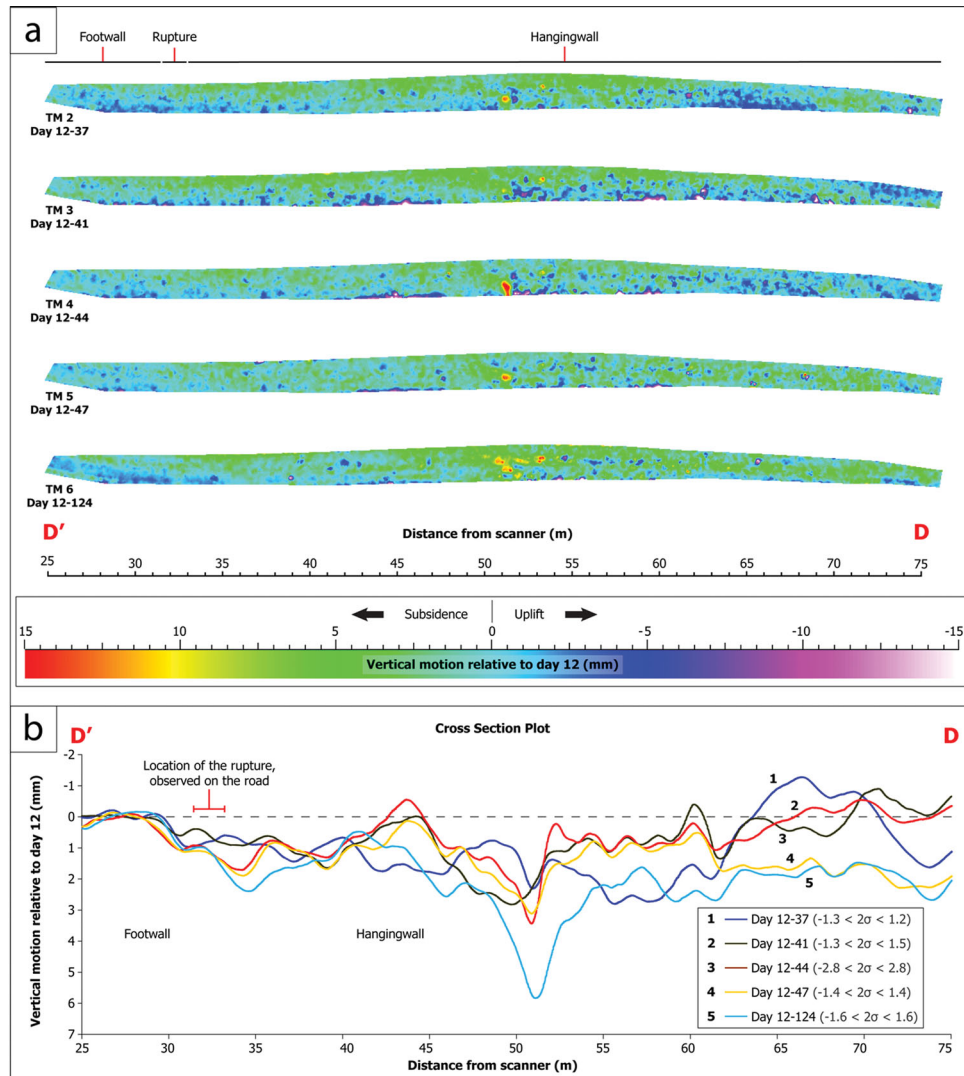 a
Footwall Rupture Hangingwall
TM 2
Day 12-37
TM 3
Day 12-41
TM 4
Day 12-44
TM 5
Day 12-47
TM 6
Day 12-124
D' Distance from scanner (m) D
25 30 35 40 45 50 55 60 65 70 75
Subsidence Uplift
15 10 5 0 -5 -10 -15
Vertical motion relative to day 12 (mm)
b
D' Cross Section Plot D
Vertical motion relative to day 12 (mm)
-2
-1
0
1
2
3
4
5
6
7
Location of the rupture,
observed on the road
1
2
3
4
5
Footwall Hangingwall
1 Day 12-37 (-1.3 < 2σ < 1.2)
2 Day 12-41 (-1.3 < 2σ < 1.5)
3 Day 12-44 (-2.8 < 2σ < 2.8)
4 Day 12-47 (-1.4 < 2σ < 1.4)
5 Day 12-124 (-1.6 < 2σ < 1.6)
25 30 35 40 45 50 55 60 65 70 75
Distance from scanner (m)